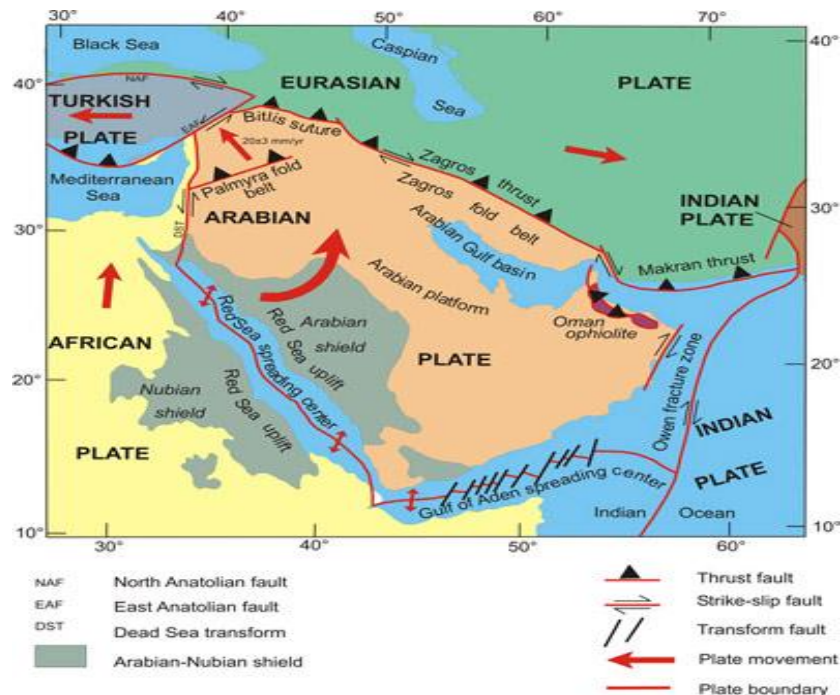 30° 40° 50° 60° 70°
Black Sea
Caspian
Sea
40° 40°
NAF
EURASIAN PLATE
TURKISH
PLATE
EAF
Bitlis suture
20±3 mm/yr
Mediterranean
Sea
Palmyra fold
belt
Zagros thrust
Zagros fold belt
INDIAN
PLATE
30° 30°
DST
ARABIAN
Arabian Gulf basin
Makran thrust
Arabian platform
Oman
ophiolite
AFRICAN
Red Sea spreading center
Red Sea uplift
Arabian
shield
PLATE
20° 20°
Nubian
shield
Red Sea uplift
Owen fracture zone
INDIAN
PLATE
PLATE
Gulf of Aden spreading center
Indian Ocean
10° 10°
30° 40° 50° 60°
NAF North Anatolian fault
EAF East Anatolian fault
DST Dead Sea transform
Arabian-Nubian shield
Thrust fault
Strike-slip fault
Transform fault
Plate movement
Plate boundary